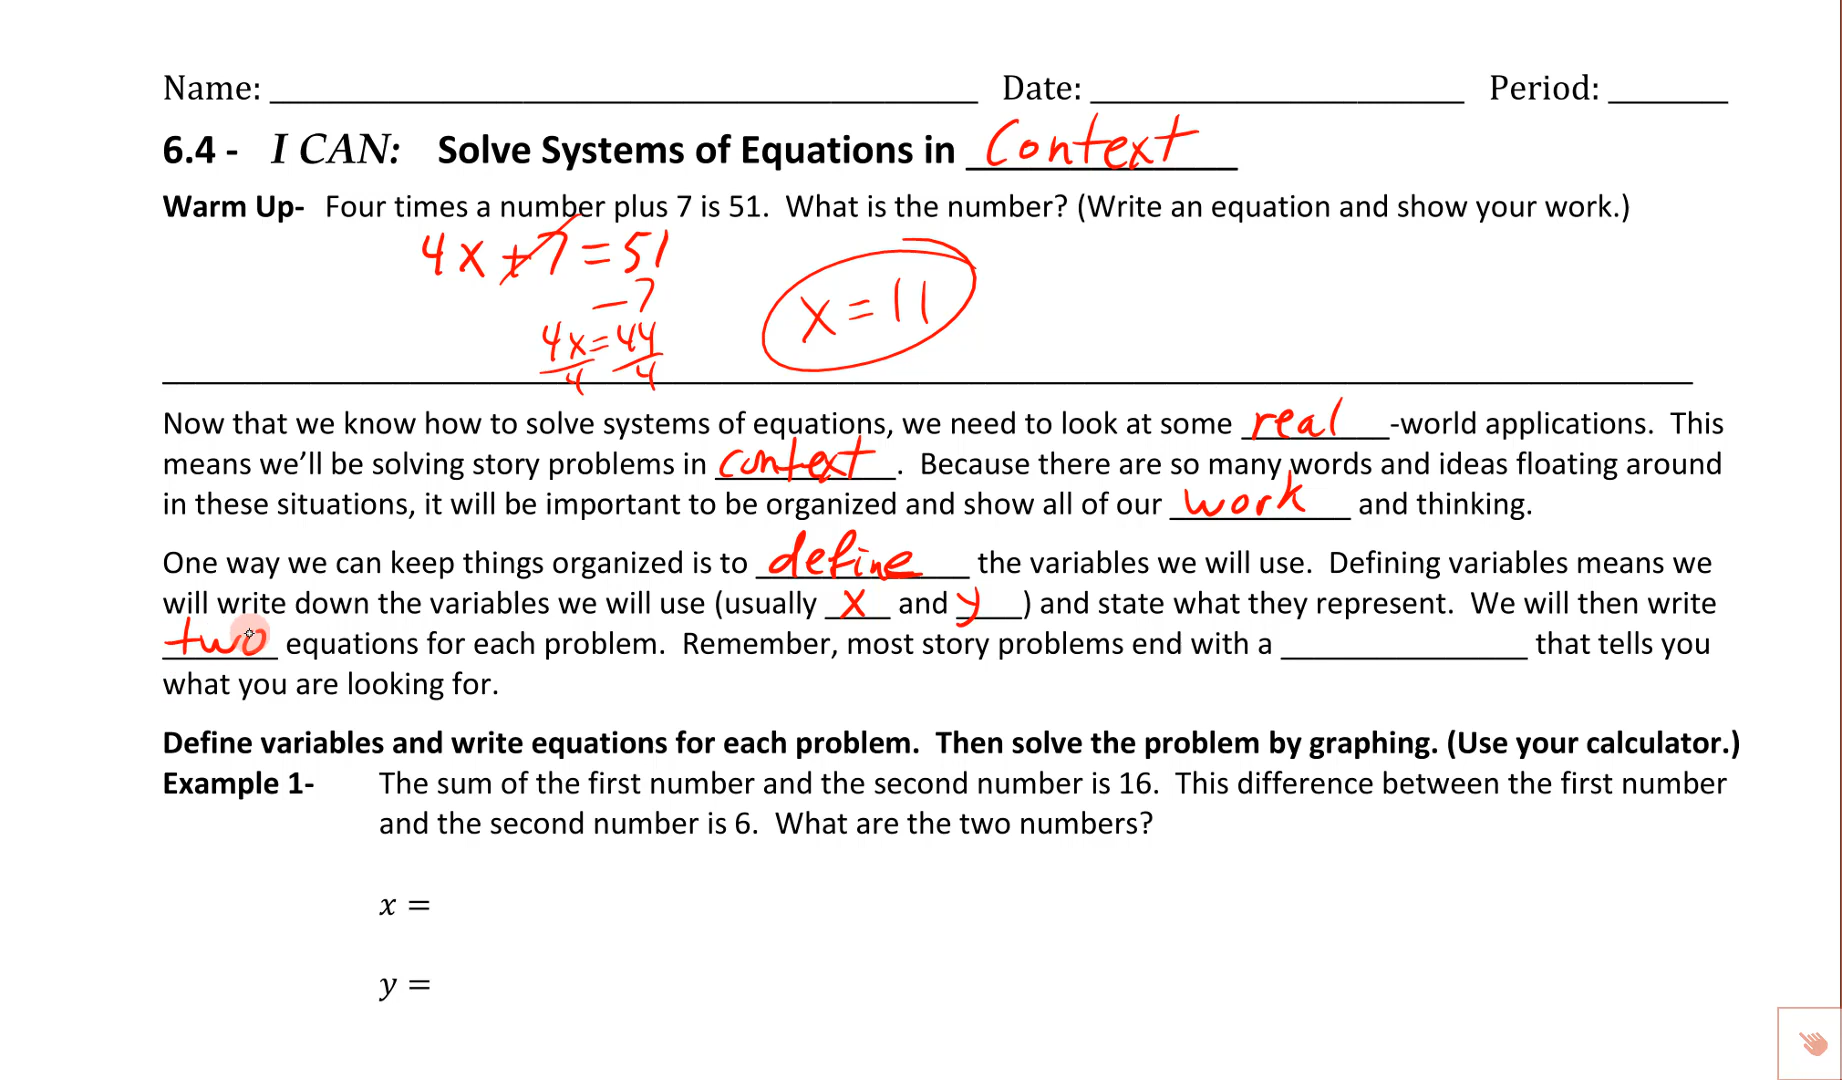 Name: ________ Date: ________ Period: ________
6.4 - I CAN: Solve Systems of Equations in Context
Warm Up- Four times a number plus 7 is 51. What is the number? (Write an equation and show your work.)
4x + 7 = 51
- 7
4x = 44
4 4
x = 11
Now that we know how to solve systems of equations, we need to look at some real -world applications. This
means we'll be solving story problems in context. Because there are so many words and ideas floating around
in these situations, it will be important to be organized and show all of our work and thinking.
One way we can keep things organized is to define the variables we will use. Defining variables means we
will write down the variables we will use (usually x and y) and state what they represent. We will then write
two equations for each problem. Remember, most story problems end with a ________ that tells you
what you are looking for.
Define variables and write equations for each problem. Then solve the problem by graphing. (Use your calculator.)
Example 1- The sum of the first number and the second number is 16. This difference between the first number
and the second number is 6. What are the two numbers?
x =
y =